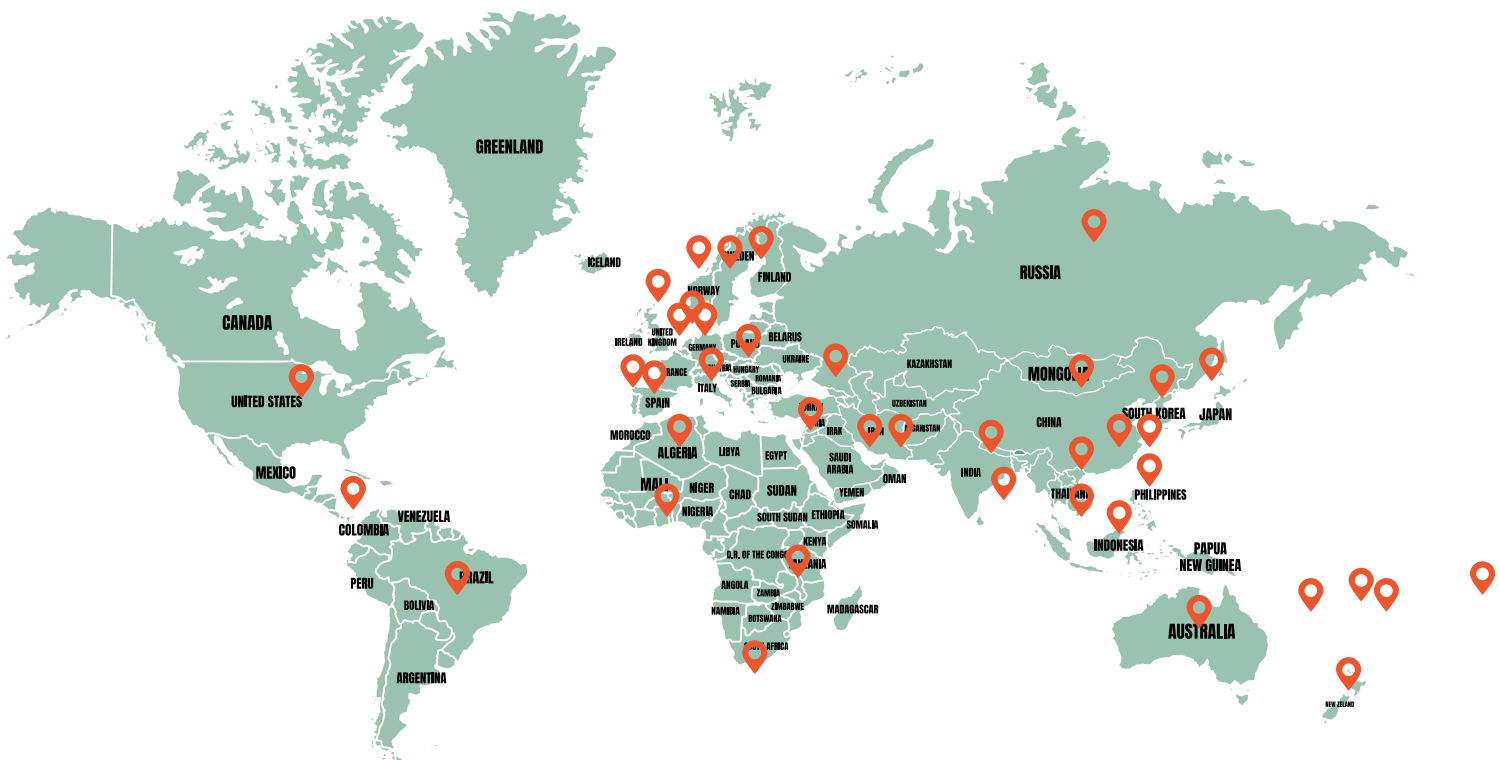 GREENLAND
ICELAND
RUSSIA
FINLAND
NORWAY
CANADA
UNITED
KINGDOM
IRELAND
BELARUS
GERMANY
UKRAINE
KAZAKHSTAN
HUNGARY
MONGOLIA
ROMANIA
SERBIA
ITALY
BULGARIA
UNITED STATES
SPAIN
UZBEKISTAN
SOUTH KOREA
JAPAN
CHINA
MOROCCO
IRAK
ALGERIA
LIBYA
EGYPT
SAUDI
ARABIA
INDIA
MEXICO
OMAN
MALI
NIGER
CHAD
SUDAN
YEMEN
PHILIPPINES
NIGERIA
SOUTH SUDAN
ETHIOPIA
SOMALIA
VENEZUELA
COLOMBIA
KENYA
INDONESIA
PAPUA
NEW GUINEA
D.R. OF THE CONGO
PERU
BRAZIL
ANGOLA
ZAMBIA
BOLIVIA
NAMIBIA
ZIMBABWE
BOTSWANA
MADAGASCAR
AUSTRALIA
ARGENTINA
NEW ZELAND